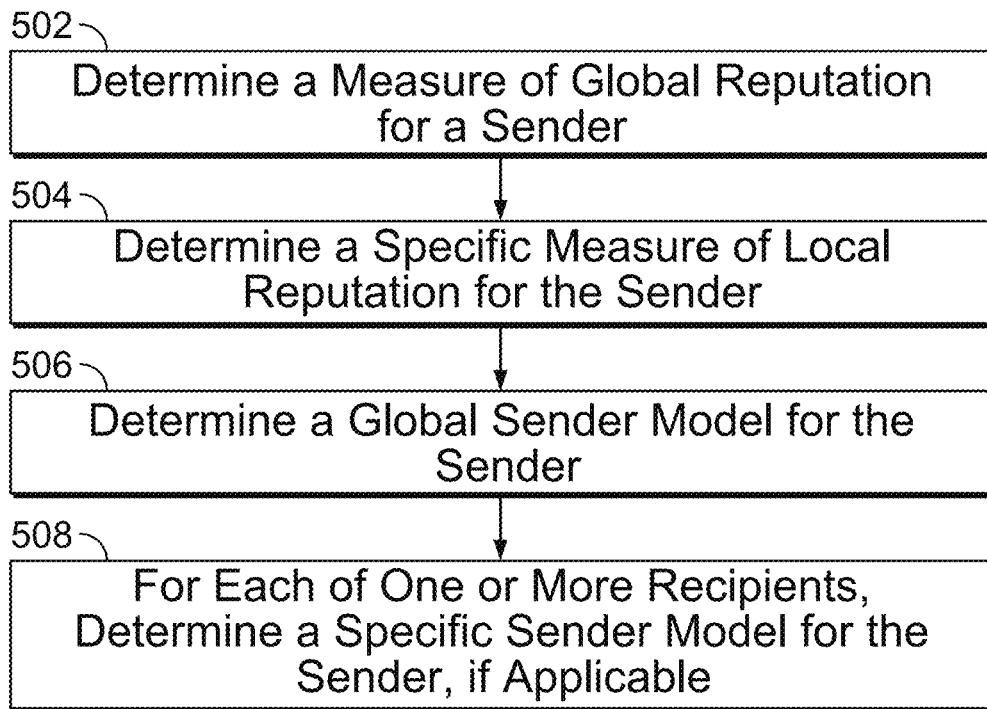 502
Determine a Measure of Global Reputation
for a Sender
504
Determine a Specific Measure of Local
Reputation for the Sender
506
Determine a Global Sender Model for the
Sender
508
For Each of One or More Recipients,
Determine a Specific Sender Model for the
Sender, if Applicable